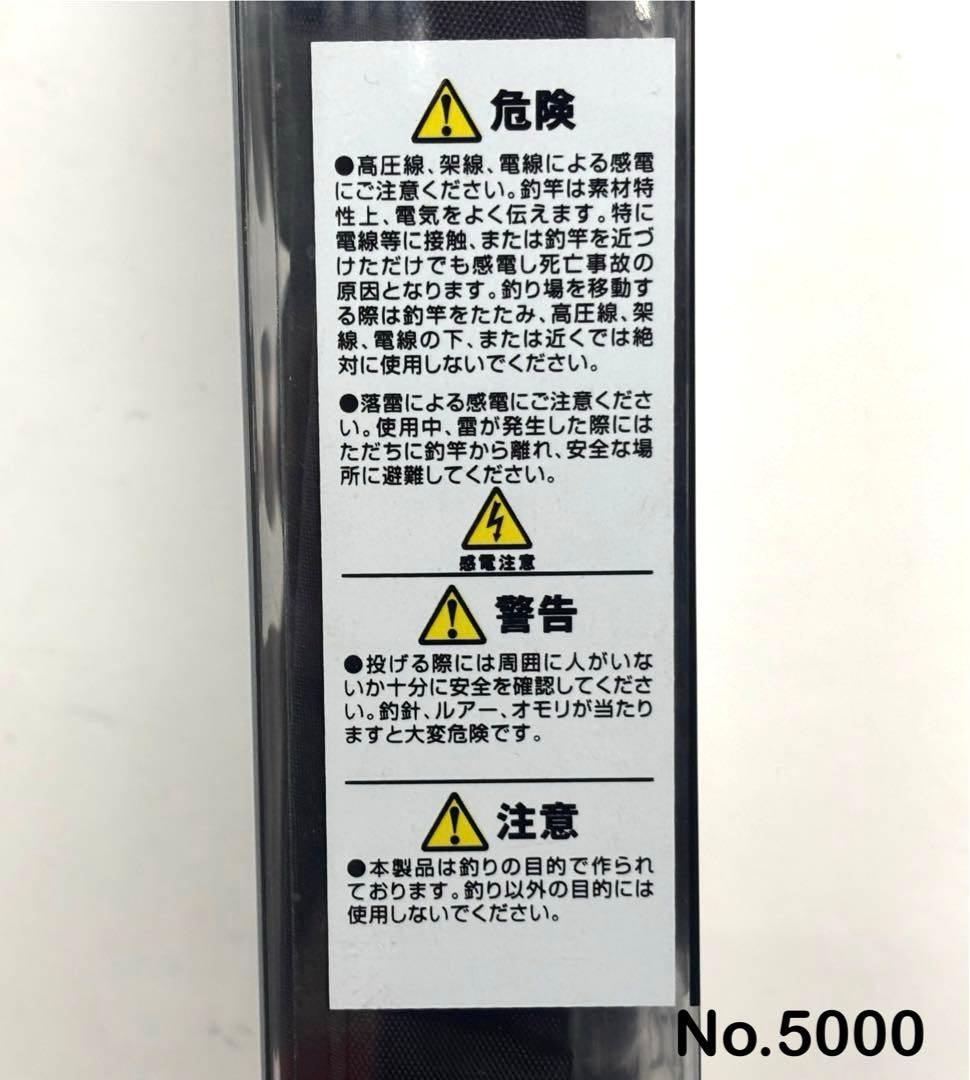 危険
●高圧線、架線、電線による感電
にご注意ください。釣竿は素材特
性上、電気をよく伝えます。特に
電線等に接触、または釣竿を近づ
けただけでも感電し死亡事故の
原因となります。釣り場を移動す
る際は釣竿をたたみ、高圧線、架
線、電線の下、または近くでは絶
対に使用しないでください。
●落雷による感電にご注意くださ
い。使用中、雷が発生した際には
ただちに釣竿から離れ、安全な場
所に避難してください。
感電注意
警告
●投げる際には周囲に人がいな
いか十分に安全を確認してくださ
い。釣針、ルアー、オモリが当たり
ますと大変危険です。
注意
●本製品は釣りの目的で作られ
ております。釣り以外の目的には
使用しないでください。
No.5000